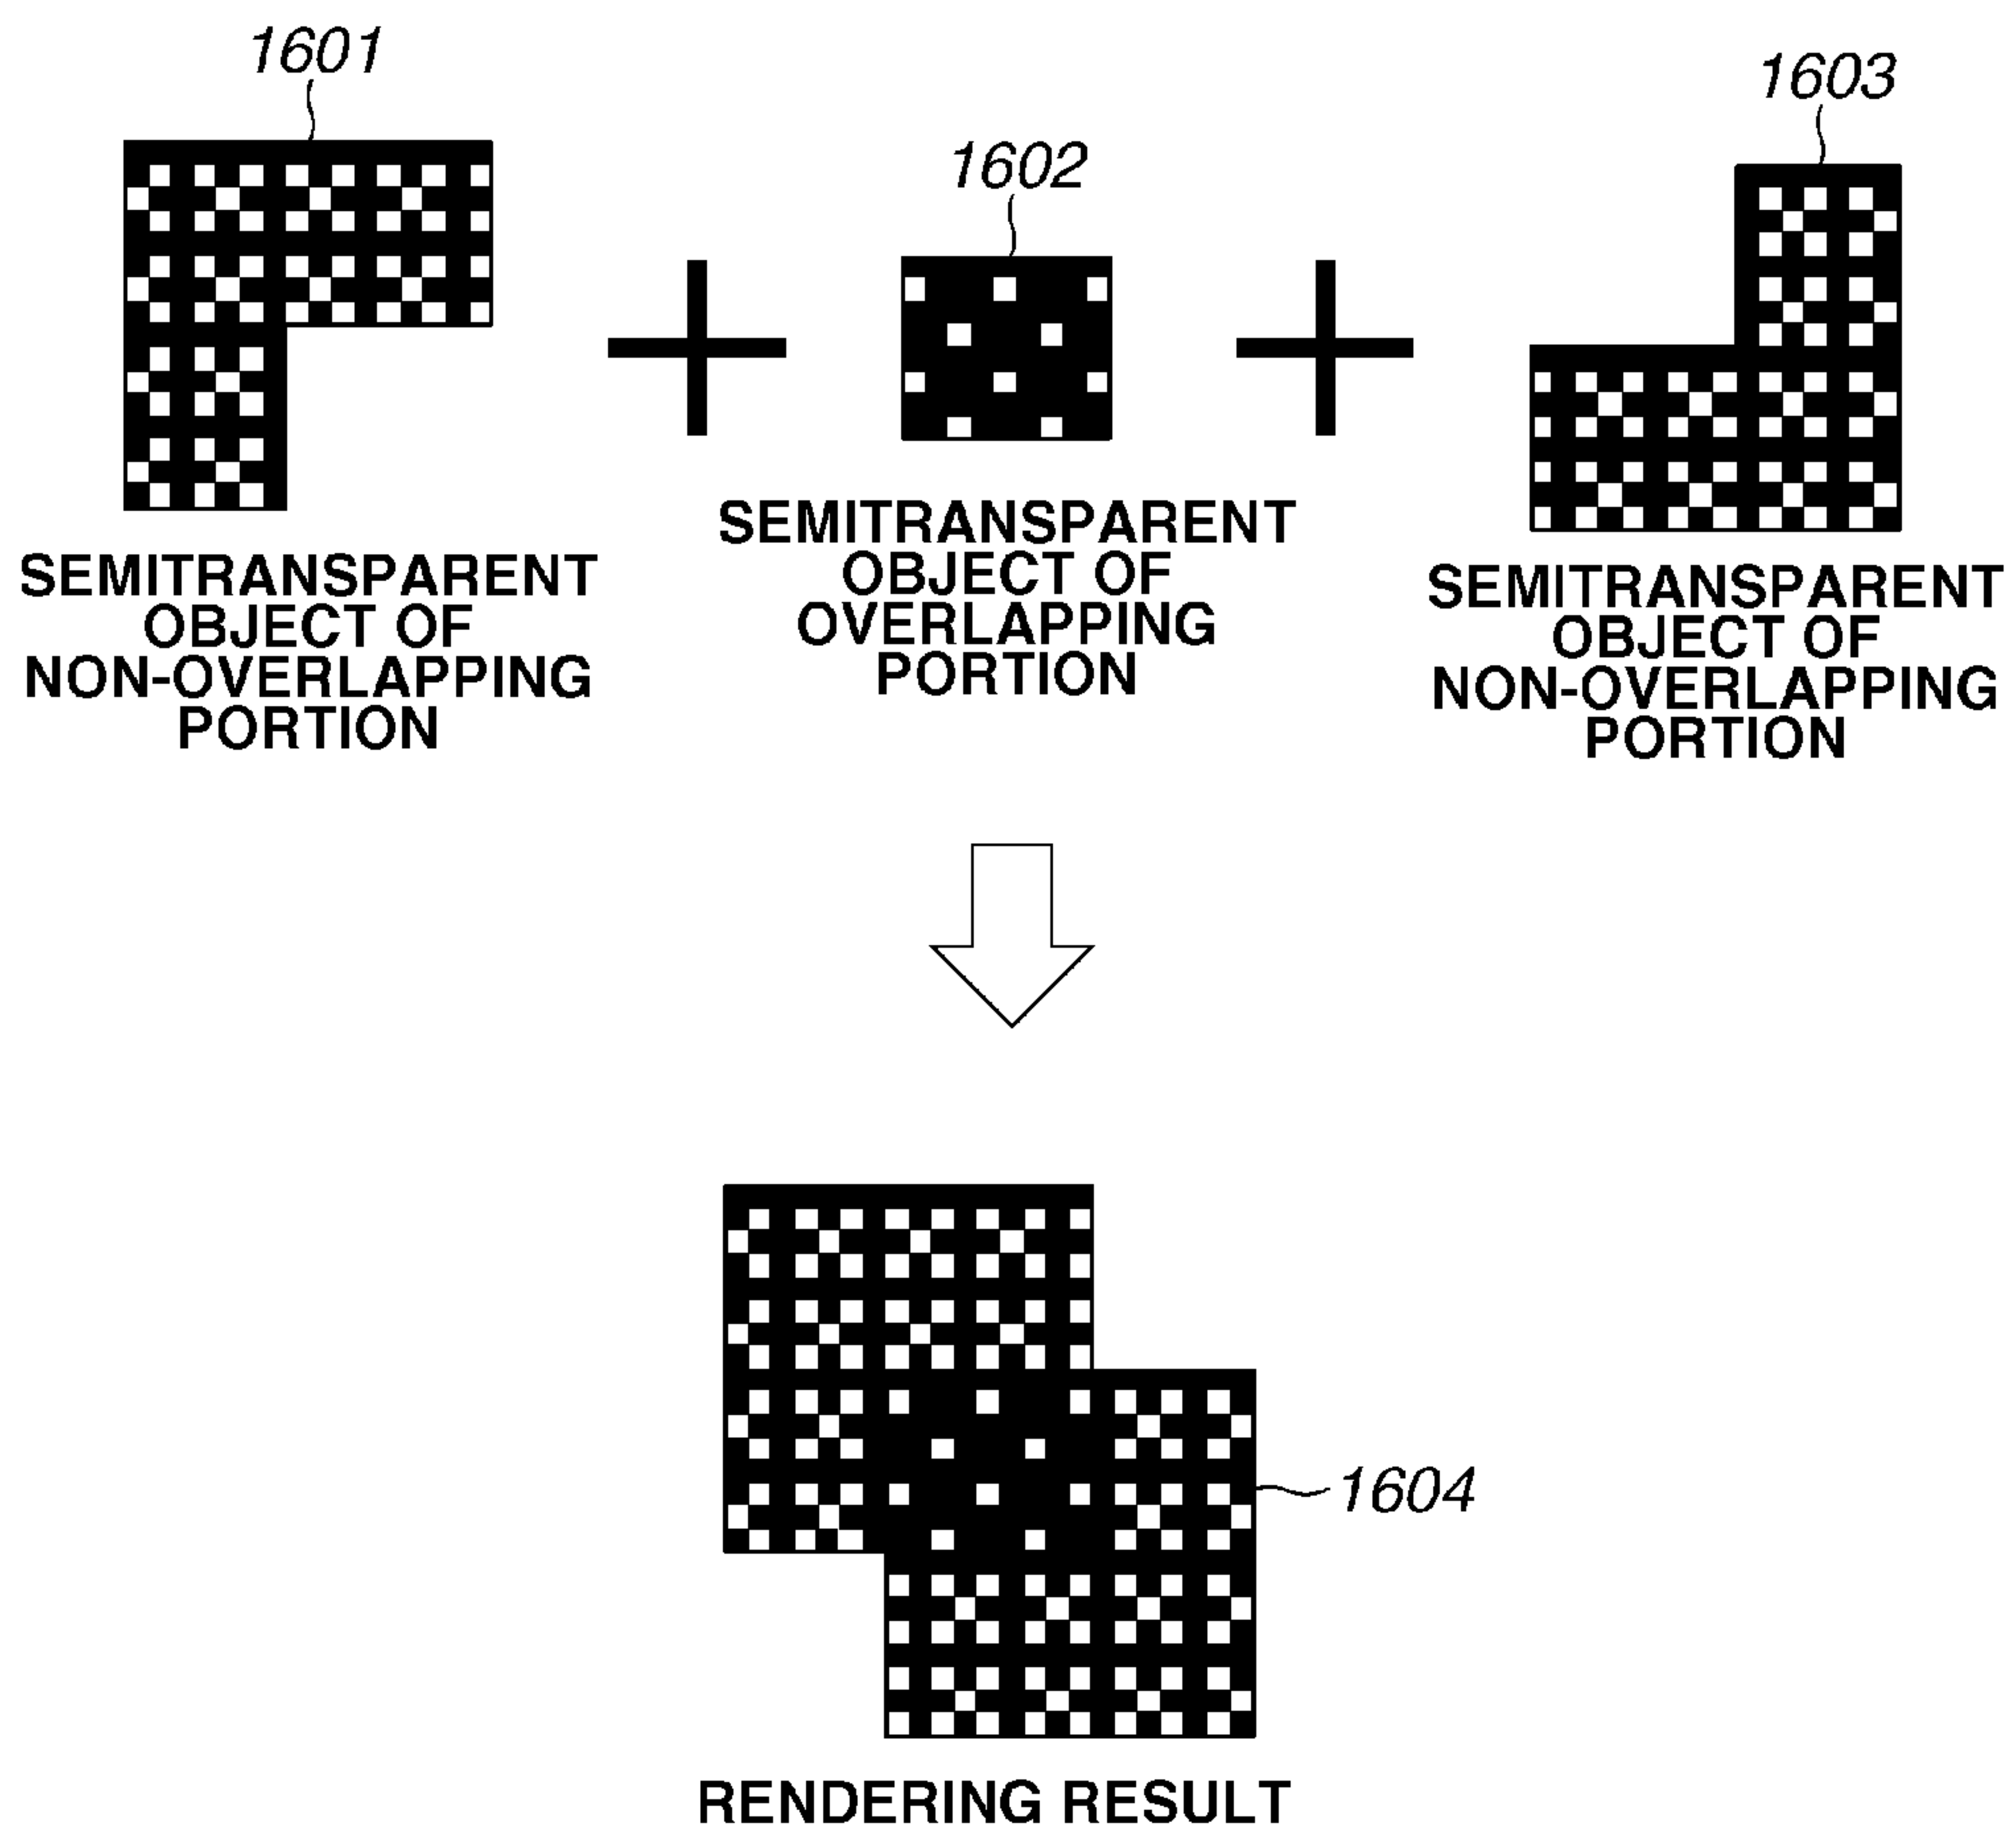 1601
1602
1603
SEMITRANSPARENT
OBJECT OF
NON-OVERLAPPING
PORTION
SEMITRANSPARENT
OBJECT OF
OVERLAPPING
PORTION
SEMITRANSPARENT
OBJECT OF
NON-OVERLAPPING
PORTION
1604
RENDERING RESULT